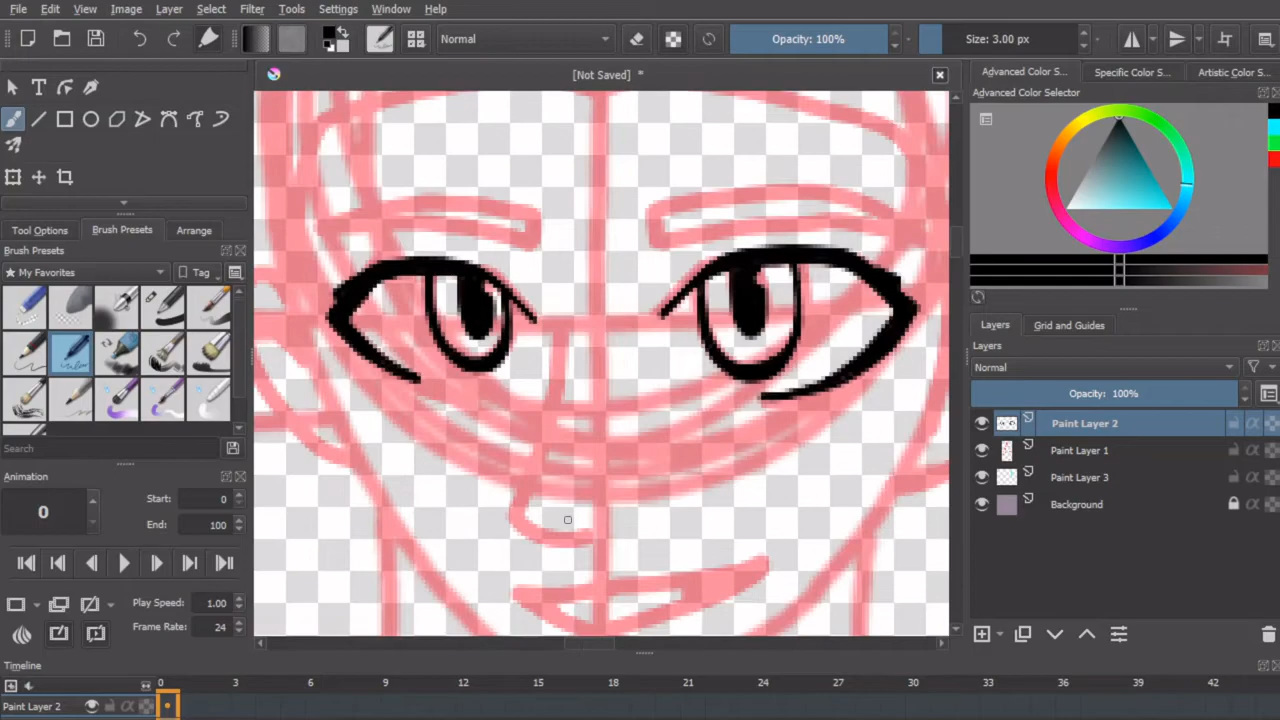 File Edit View Image Layer Select Filter Tools Settings Window Help
Normal Opacity: 100% Size: 3.00 px
[Not Saved] *
Advanced Color S... Specific Color S... Artistic Color S...
Advanced Color Selector
Tool Options Brush Presets Arrange
Brush Presets
★ My Favorites Tag
Search
Animation
0 Start: 0
End: 100
Play Speed: 1.00
Frame Rate: 24
Layers Grid and Guides
Layers
Normal
Opacity: 100%
Paint Layer 2
Paint Layer 1
Paint Layer 3
Background
Timeline
0 3 6 9 12 15 18 21 24 27 30 33 36 39 42
Paint Layer 2